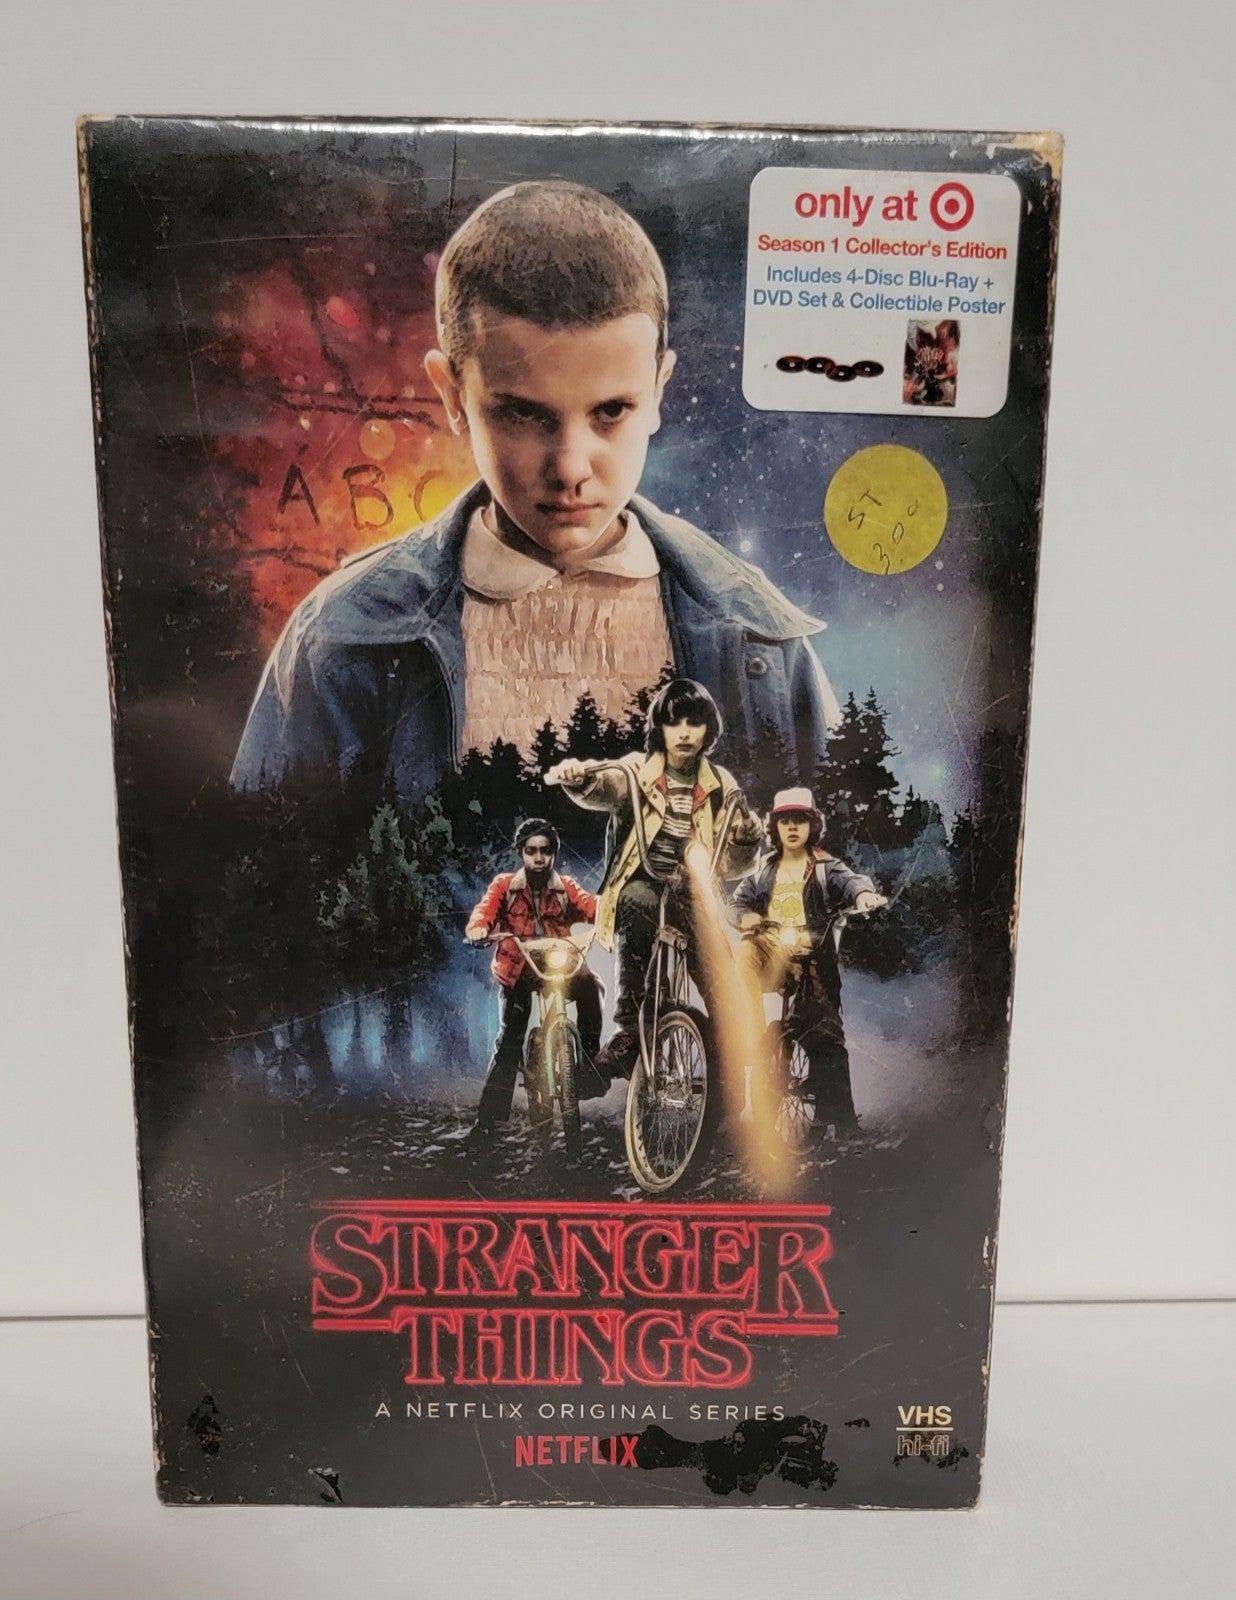 only at
Season 1 Collector's Edition
Includes 4-Disc Blu-Ray +
DVD Set & Collectible Poster
ST
3.00
A B C
STRANGER
THINGS
A NETFLIX ORIGINAL SERIES
NETFLIX
VHS
hi-fi